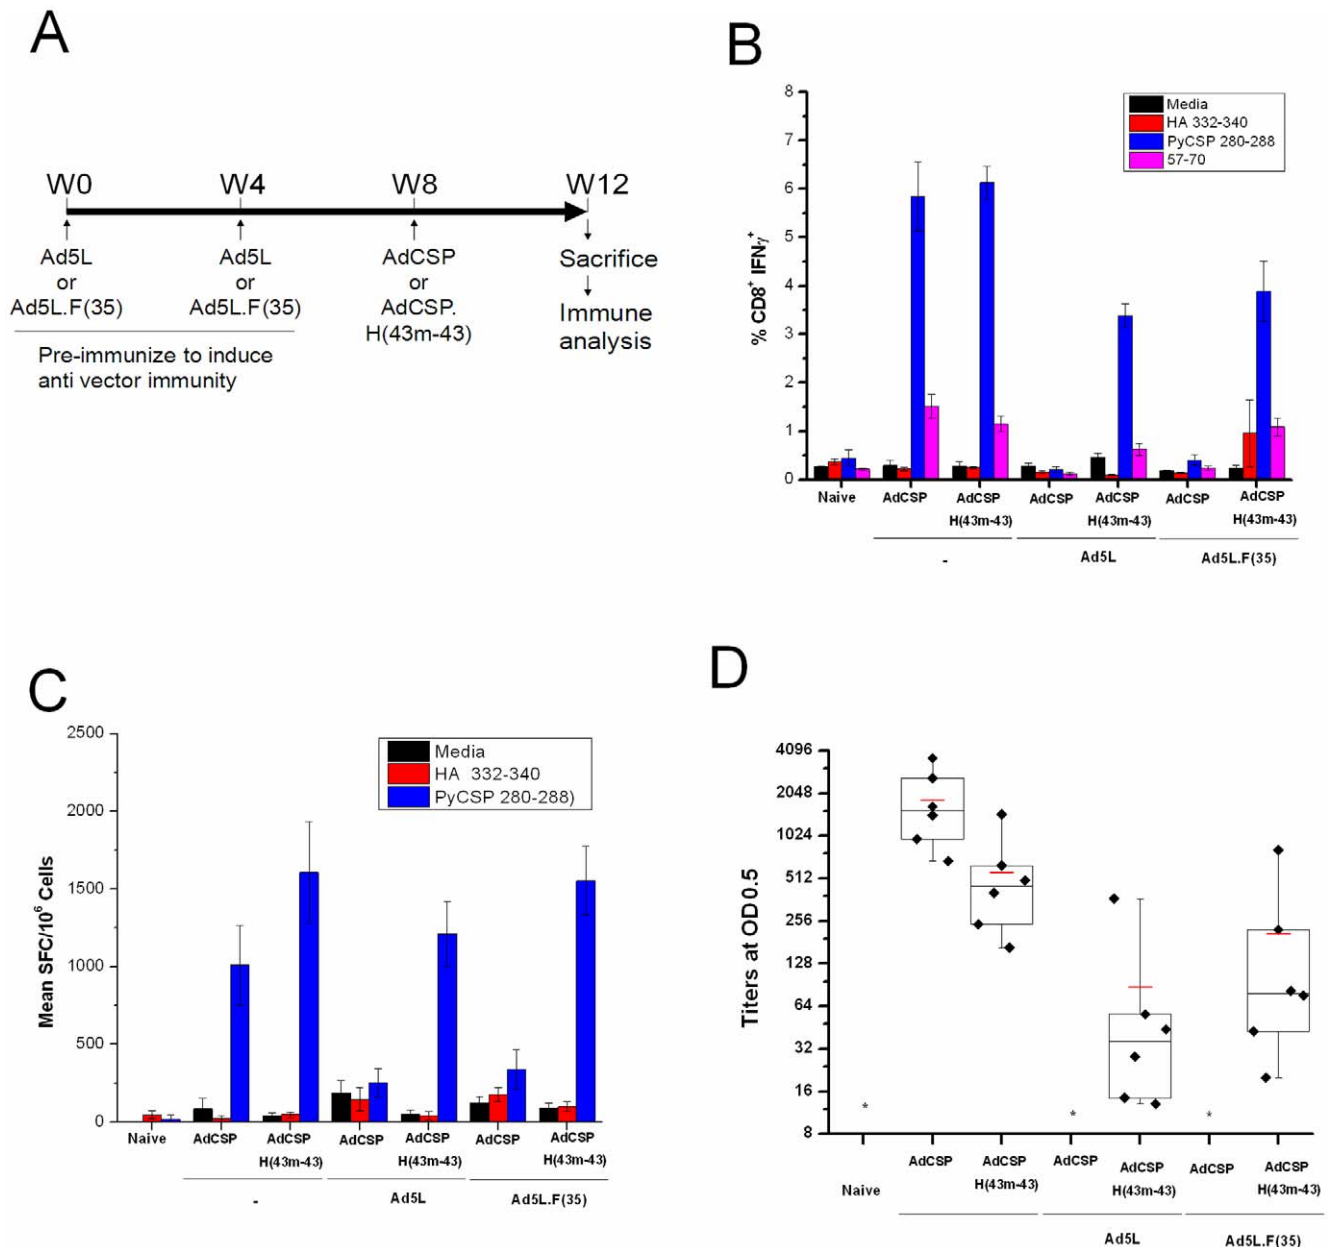 A
W0 W4 W8 W12
Ad5L Ad5L AdCSP Sacrifice
or or or
Ad5L.F(35) Ad5L.F(35) AdCSP. Immune
H(43m-43) analysis
Pre-immunize to induce
anti vector immunity
B
% CD8⁺ IFNγ⁺
8
7
6
5
4
3
2
1
0
Media
HA 332-340
PyCSP 280-288
57-70
Naive AdCSP AdCSP AdCSP AdCSP AdCSP AdCSP
H(43m-43) H(43m-43) H(43m-43)
- Ad5L Ad5L.F(35)
C
Mean SFC/10⁶ Cells
2500
2000
1500
1000
500
0
Media
HA 332-340
PyCSP 280-288)
Naive AdCSP AdCSP AdCSP AdCSP AdCSP AdCSP
H(43m-43) H(43m-43) H(43m-43)
- Ad5L Ad5L.F(35)
D
Titers at OD 0.5
4096
2048
1024
512
256
128
64
32
16
8
* * *
Naive AdCSP AdCSP AdCSP AdCSP AdCSP AdCSP
H(43m-43) H(43m-43) H(43m-43)
Ad5L Ad5L.F(35)